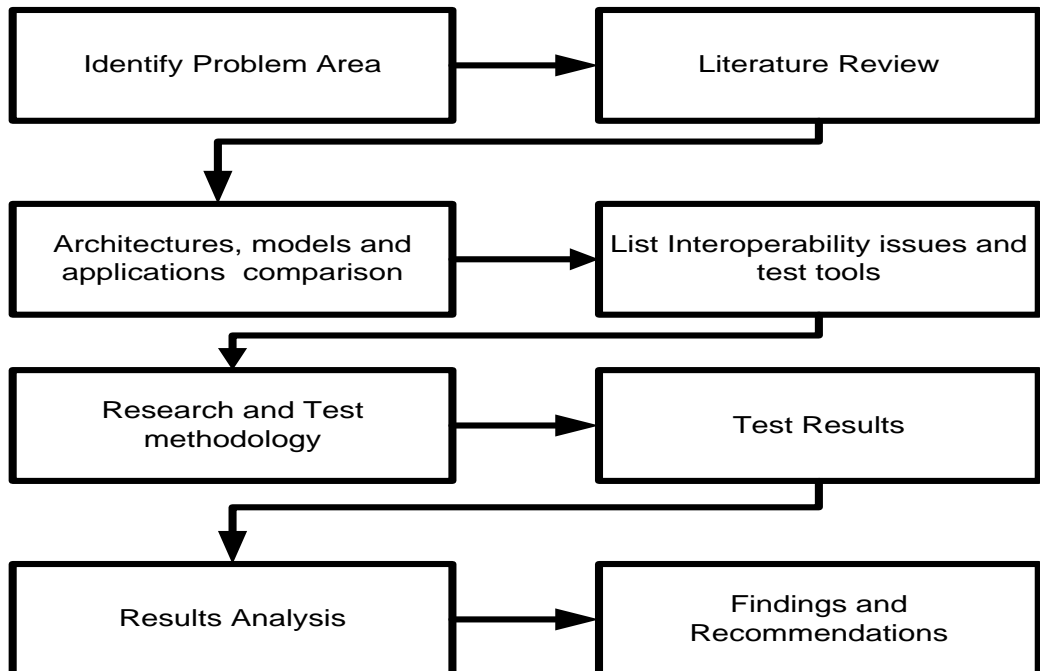 Identify Problem Area
Literature Review
Architectures, models and
applications comparison
List Interoperability issues and
test tools
Research and Test
methodology
Test Results
Results Analysis
Findings and
Recommendations